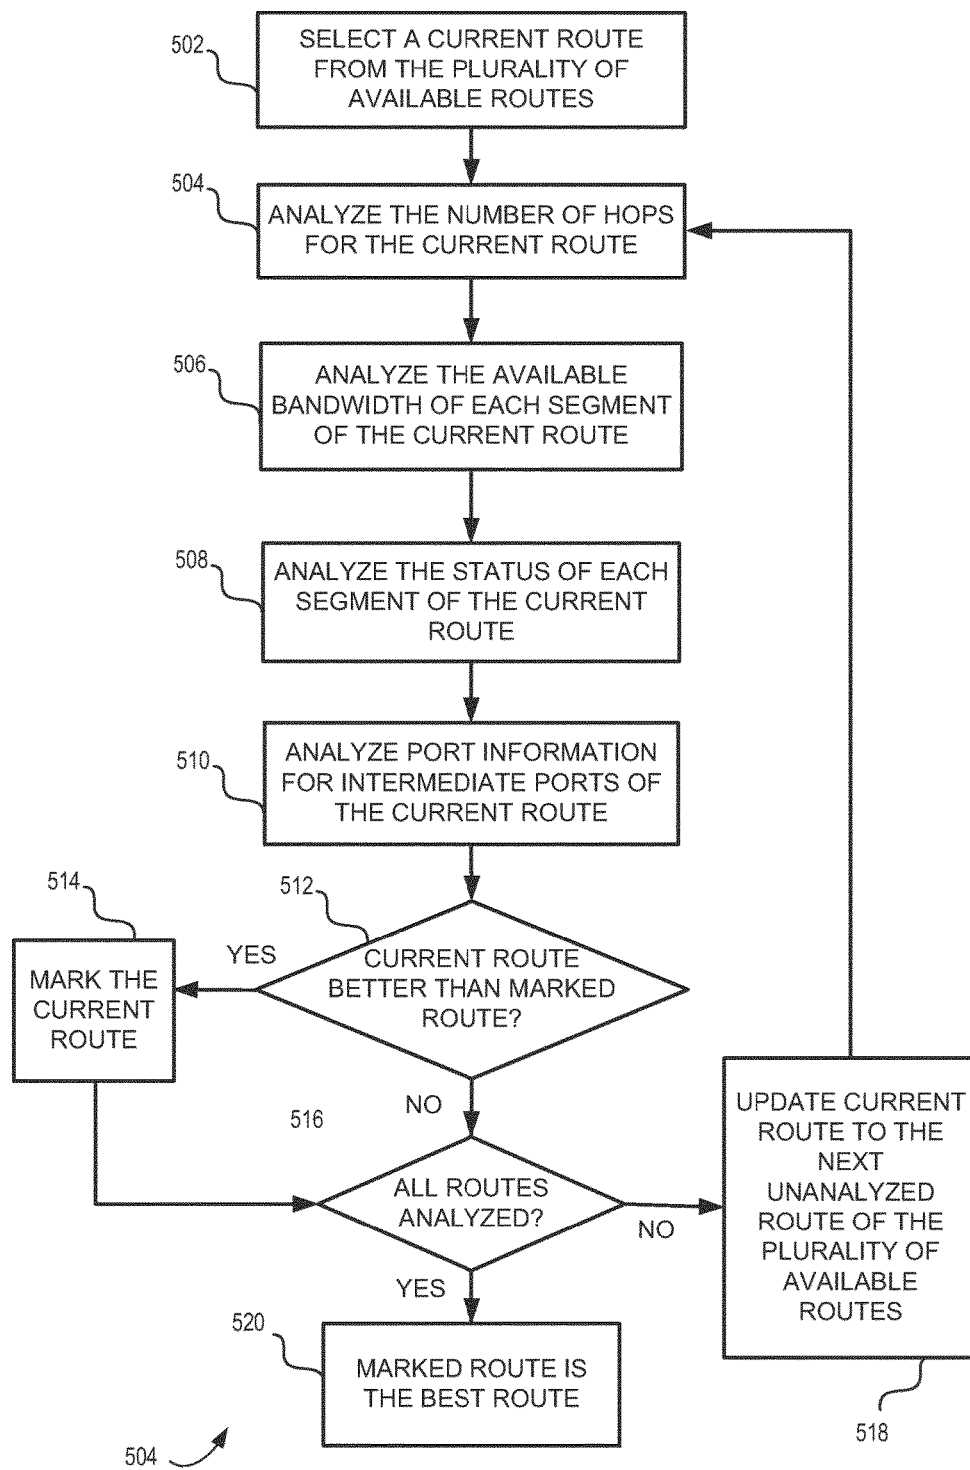 502
SELECT A CURRENT ROUTE
FROM THE PLURALITY OF
AVAILABLE ROUTES
504
ANALYZE THE NUMBER OF HOPS
FOR THE CURRENT ROUTE
506
ANALYZE THE AVAILABLE
BANDWIDTH OF EACH SEGMENT
OF THE CURRENT ROUTE
508
ANALYZE THE STATUS OF EACH
SEGMENT OF THE CURRENT
ROUTE
510
ANALYZE PORT INFORMATION
FOR INTERMEDIATE PORTS OF
THE CURRENT ROUTE
512
CURRENT ROUTE
BETTER THAN MARKED
ROUTE?
YES
514
MARK THE
CURRENT
ROUTE
NO
516
ALL ROUTES
ANALYZED?
NO
UPDATE CURRENT
ROUTE TO THE
NEXT
UNANALYZED
ROUTE OF THE
PLURALITY OF
AVAILABLE
ROUTES
518
YES
520
MARKED ROUTE IS
THE BEST ROUTE
504